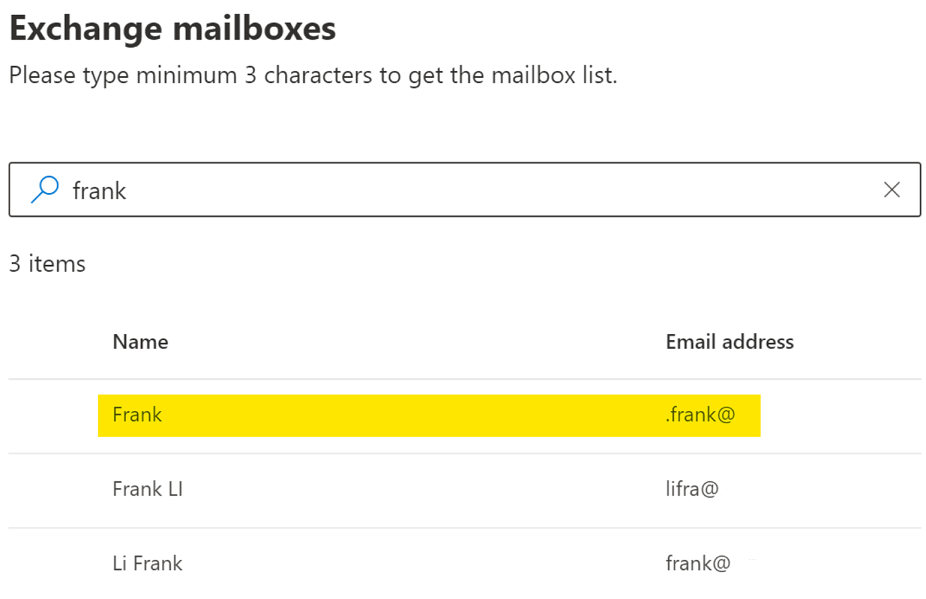 Exchange mailboxes
Please type minimum 3 characters to get the mailbox list.
frank
3 items
Name Email address
Frank .frank@
Frank LI lifra@
Li Frank frank@